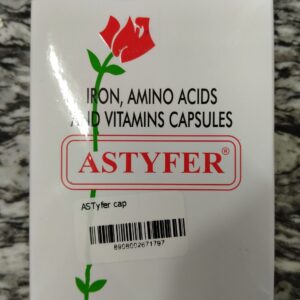 IRON, AMINO ACIDS
AND VITAMINS CAPSULES
ASTYFER®
ASTyfer cap
8908002671797